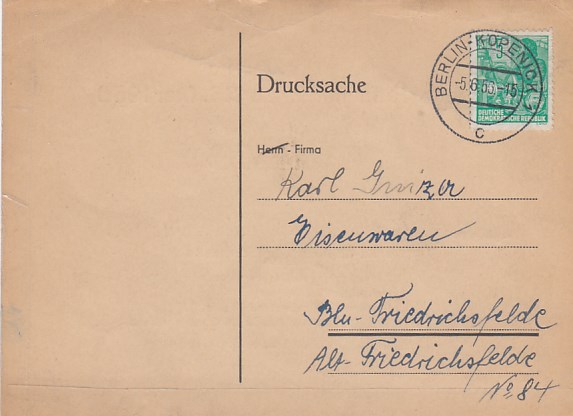 Drucksache
BERLIN-KÖPENICK
-5.6.55.-15
c
5
DEUTSCHE
DEMOKRATISCHE REPUBLIK
Herrn - Firma
Karl
Eisenwaren
Bln-Friedrichsfelde
Alt-Friedrichsfelde
No. 84